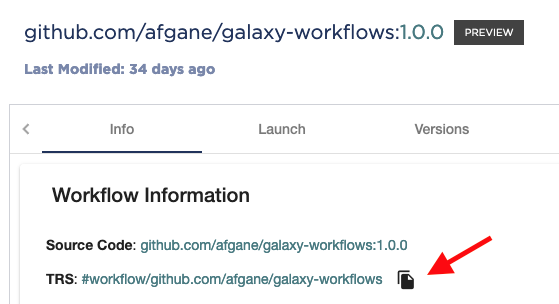 github.com/afgane/galaxy-workflows:1.0.0 PREVIEW
Last Modified: 34 days ago
Info Launch Versions
Workflow Information
Source Code: github.com/afgane/galaxy-workflows:1.0.0
TRS: #workflow/github.com/afgane/galaxy-workflows